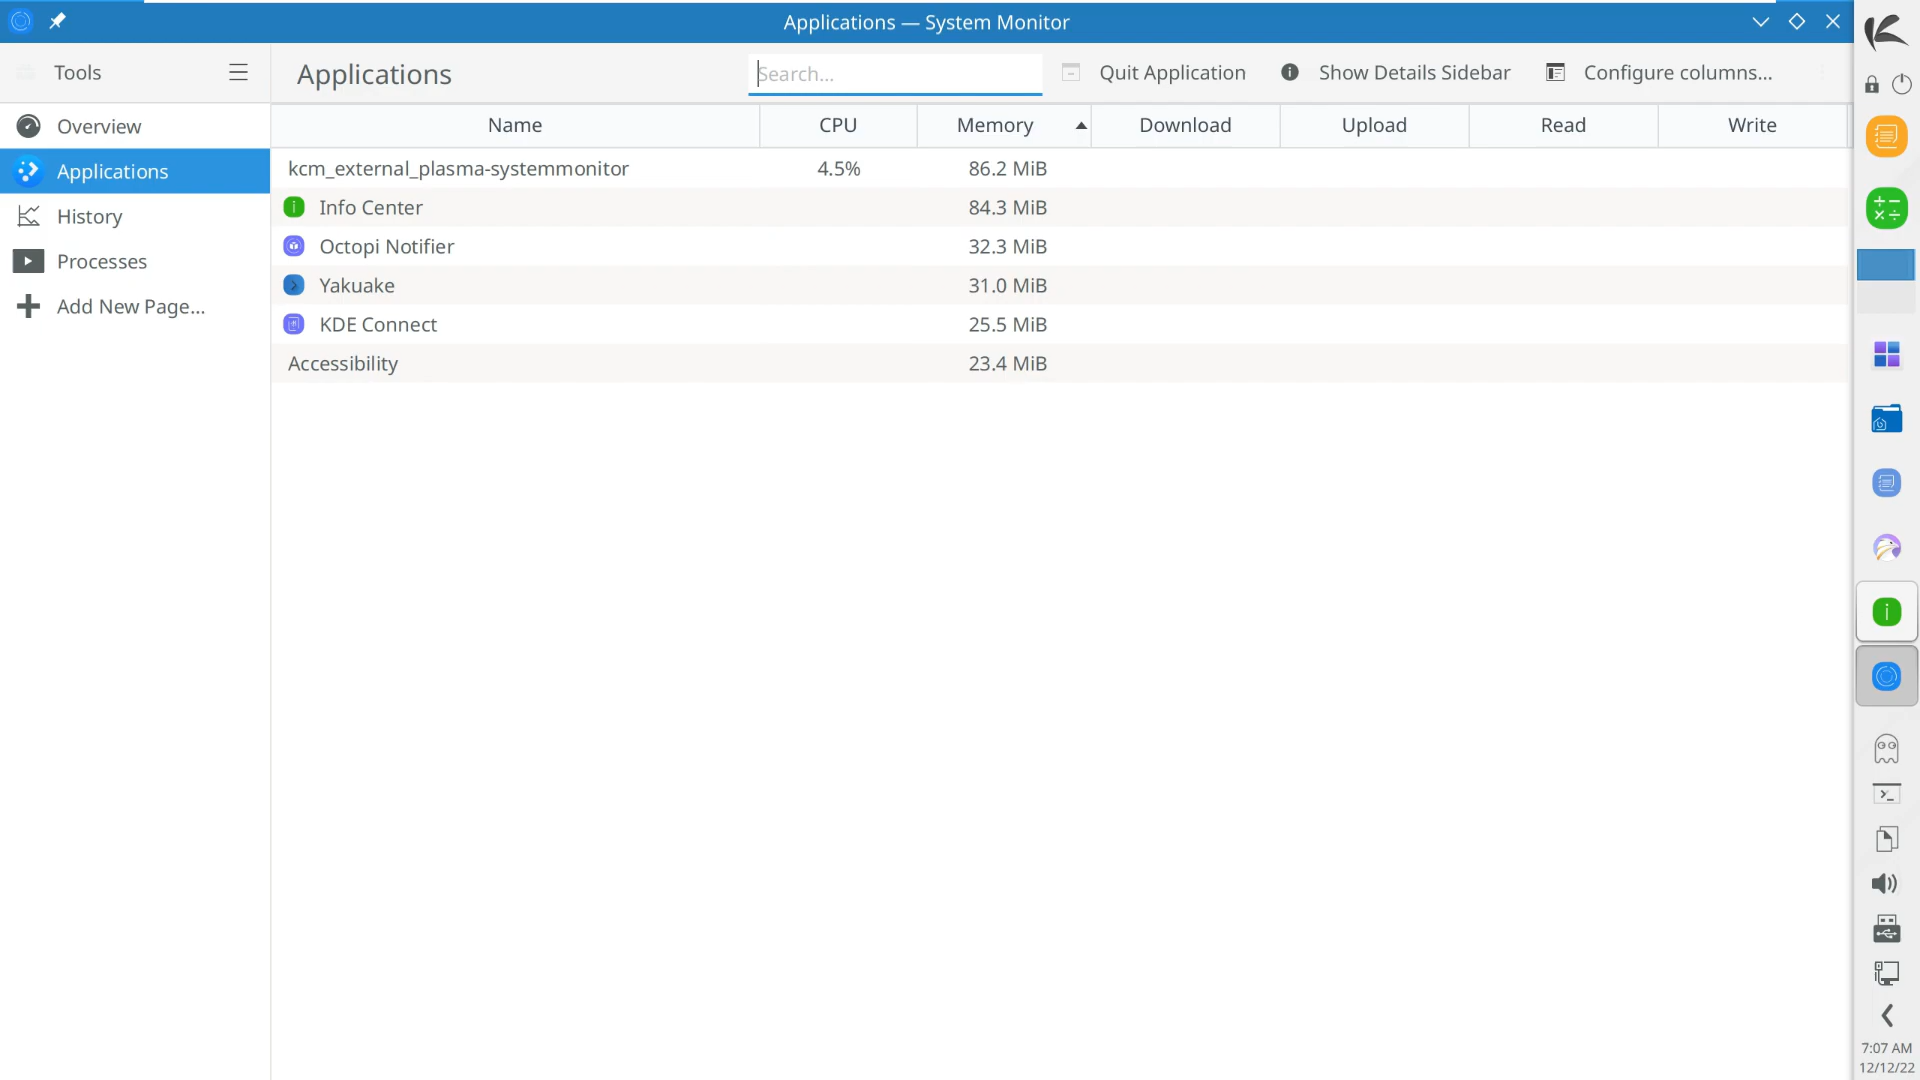 Applications — System Monitor
Tools
Applications
Search...
Quit Application
Show Details Sidebar
Configure columns...
Overview
Applications
History
Processes
Add New Page...
Name CPU Memory Download Upload Read Write
kcm_external_plasma-systemmonitor 4.5% 86.2 MiB
Info Center 84.3 MiB
Octopi Notifier 32.3 MiB
Yakuake 31.0 MiB
KDE Connect 25.5 MiB
Accessibility 23.4 MiB
7:07 AM
12/12/22